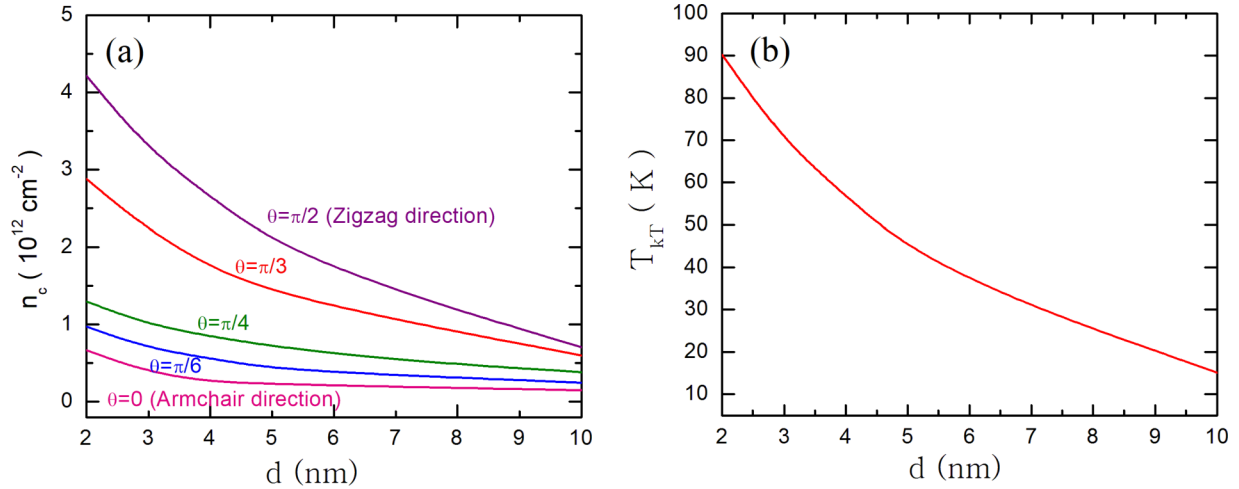 (a)
5
4
3
2
1
0
n_c ( 10^12 cm^-2 )
θ=π/2 (Zigzag direction)
θ=π/3
θ=π/4
θ=π/6
θ=0 (Armchair direction)
2 3 4 5 6 7 8 9 10
d (nm)
(b)
100
90
80
70
60
50
40
30
20
10
T_kT ( K )
2 3 4 5 6 7 8 9 10
d (nm)